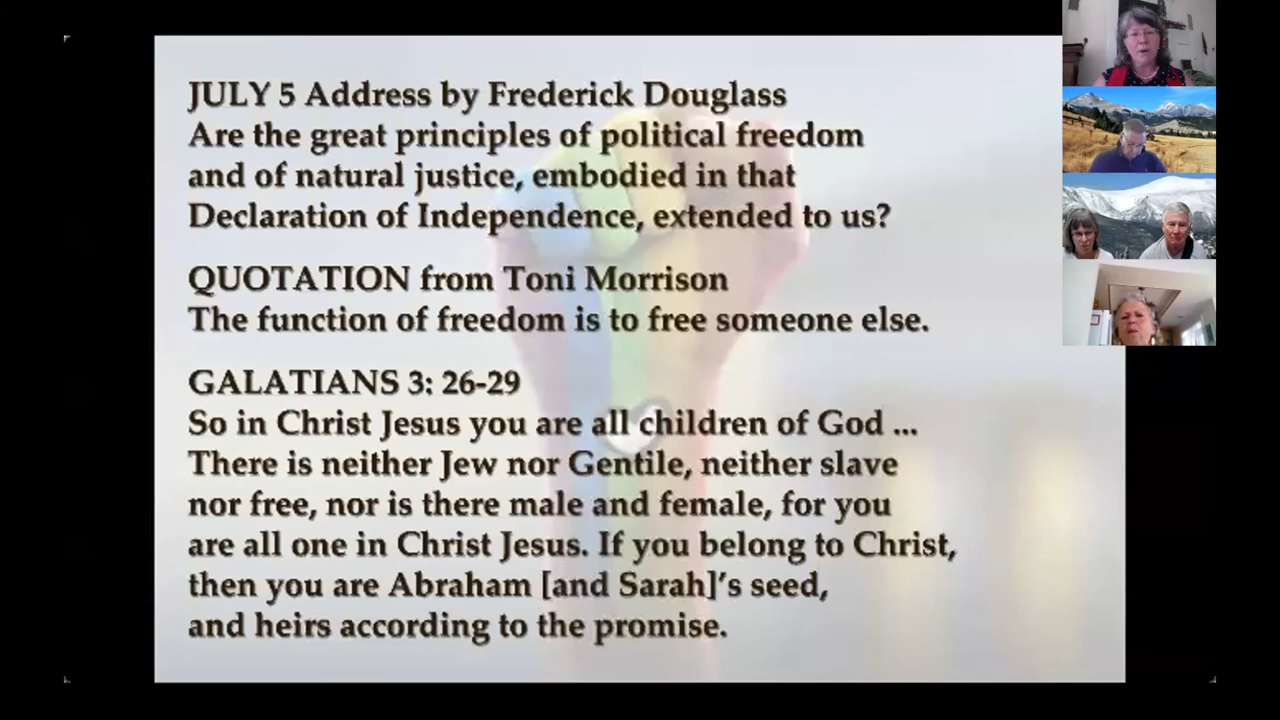 JULY 5 Address by Frederick Douglass
Are the great principles of political freedom
and of natural justice, embodied in that
Declaration of Independence, extended to us?
QUOTATION from Toni Morrison
The function of freedom is to free someone else.
GALATIANS 3: 26-29
So in Christ Jesus you are all children of God ...
There is neither Jew nor Gentile, neither slave
nor free, nor is there male and female, for you
are all one in Christ Jesus. If you belong to Christ,
then you are Abraham [and Sarah]’s seed,
and heirs according to the promise.